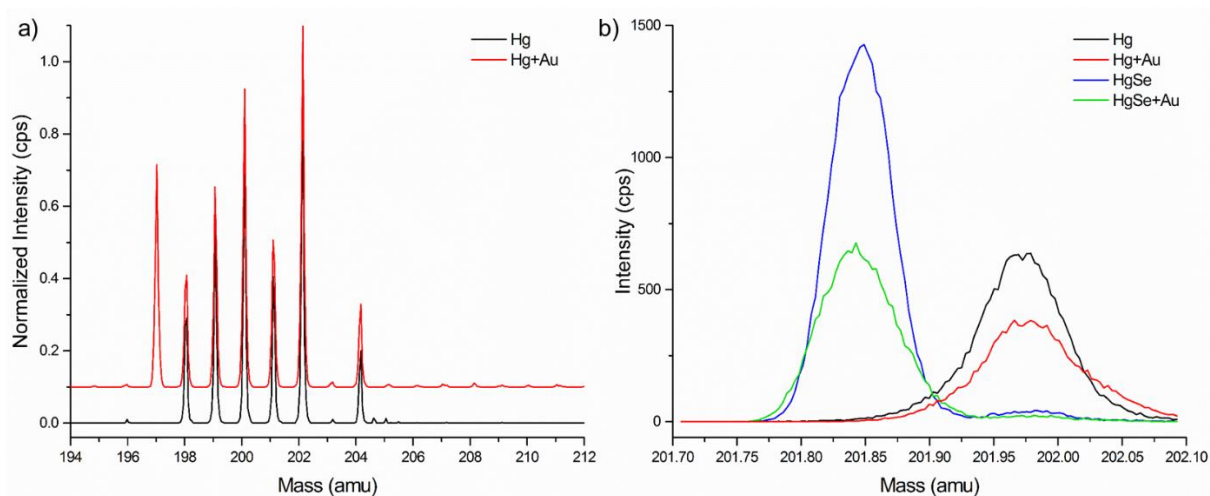 a)
Hg
Hg+Au
Normalized Intensity (cps)
1.0
0.8
0.6
0.4
0.2
0.0
194 196 198 200 202 204 206 208 210 212
Mass (amu)
b)
Hg
Hg+Au
HgSe
HgSe+Au
Intensity (cps)
1500
1000
500
0
201.70 201.75 201.80 201.85 201.90 201.95 202.00 202.05 202.10
Mass (amu)